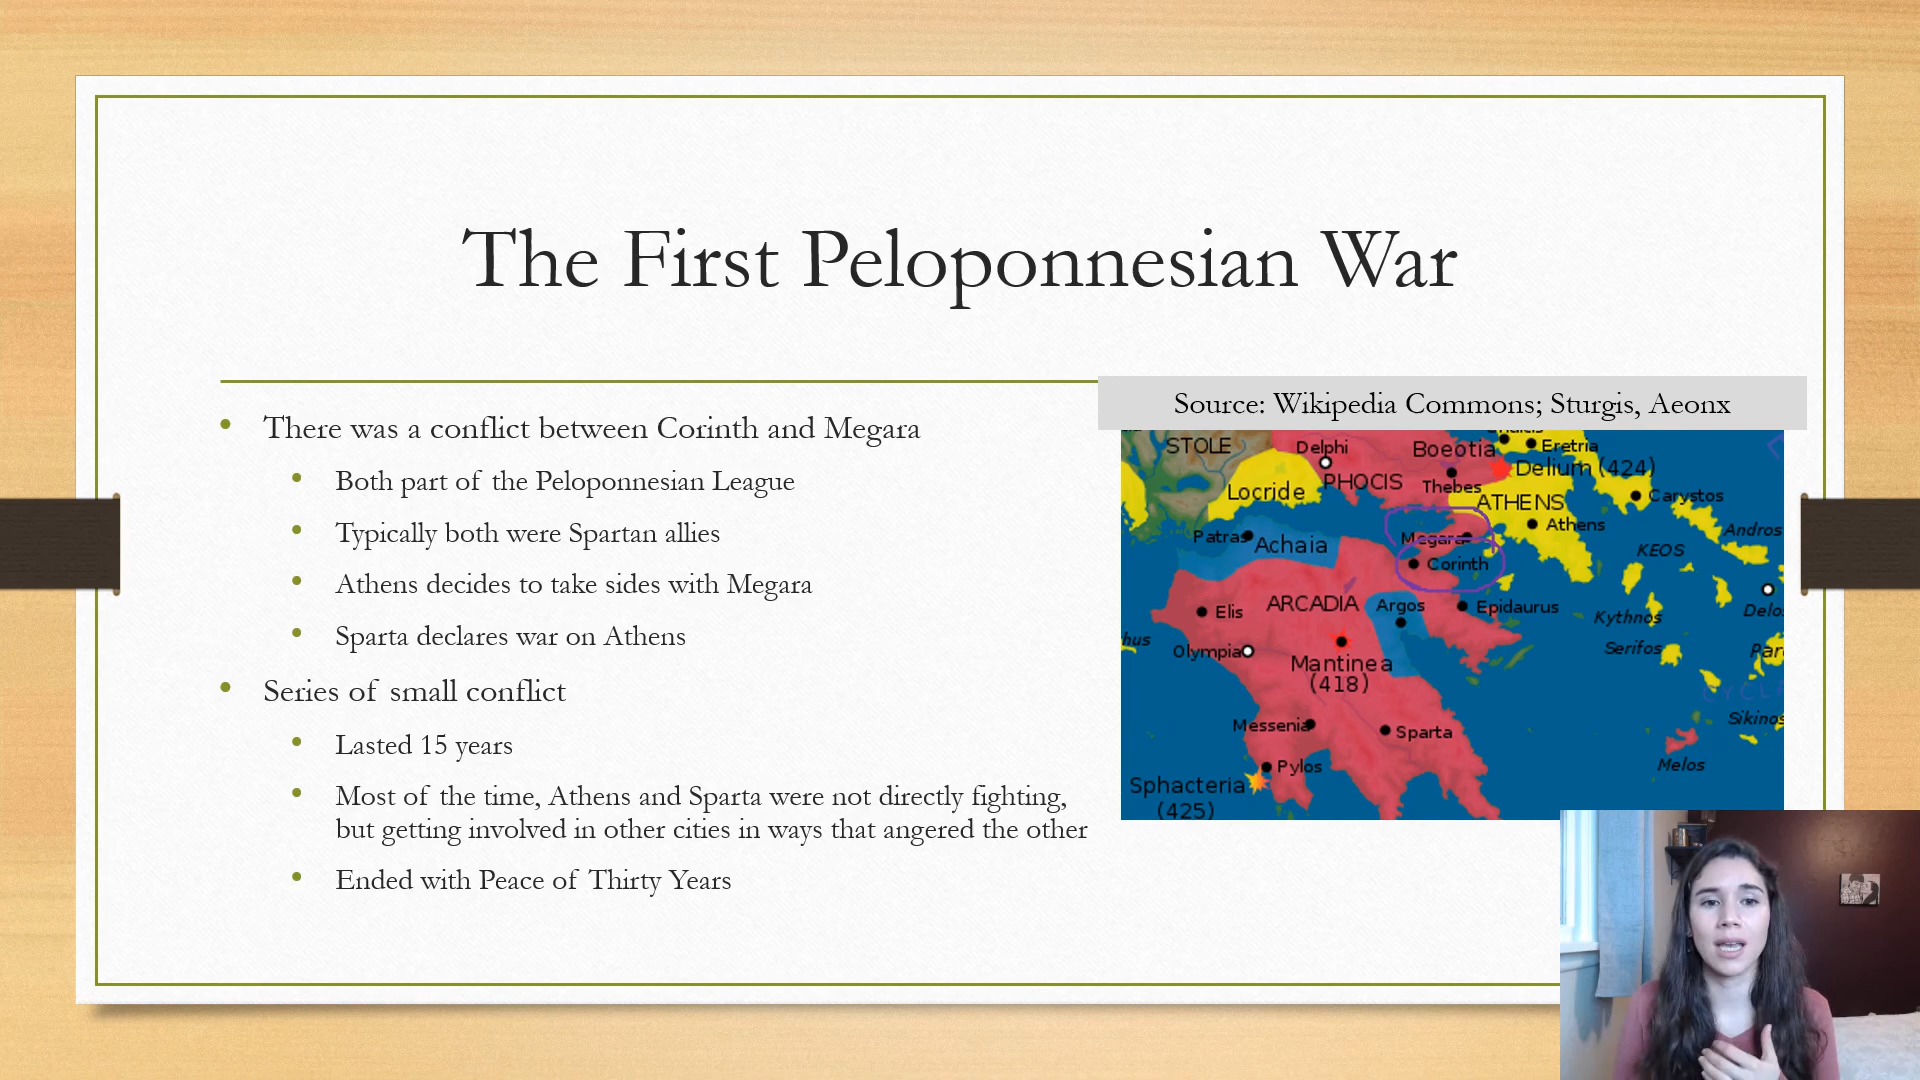 The First Peloponnesian War
There was a conflict between Corinth and Megara
Both part of the Peloponnesian League
Typically both were Spartan allies
Athens decides to take sides with Megara
Sparta declares war on Athens
Series of small conflict
Lasted 15 years
Most of the time, Athens and Sparta were not directly fighting,
but getting involved in other cities in ways that angered the other
Ended with Peace of Thirty Years
Source: Wikipedia Commons; Sturgis, Aeonx
STOLE
Delphi
Boeotia
Eretria
Delium (424)
PHOCIS
Thebes
Locride
ATHENS
Carystos
Athens
Patras
Achaia
Megara
Andros
KEOS
Corinth
Elis
ARCADIA
Argos
Epidaurus
Kythnos
Delo
hus
Olympia
Mantinea
(418)
Serifos
Par
Messenia
Sparta
CYCL
Sikinos
Pylos
Melos
Sphacteria
(425)